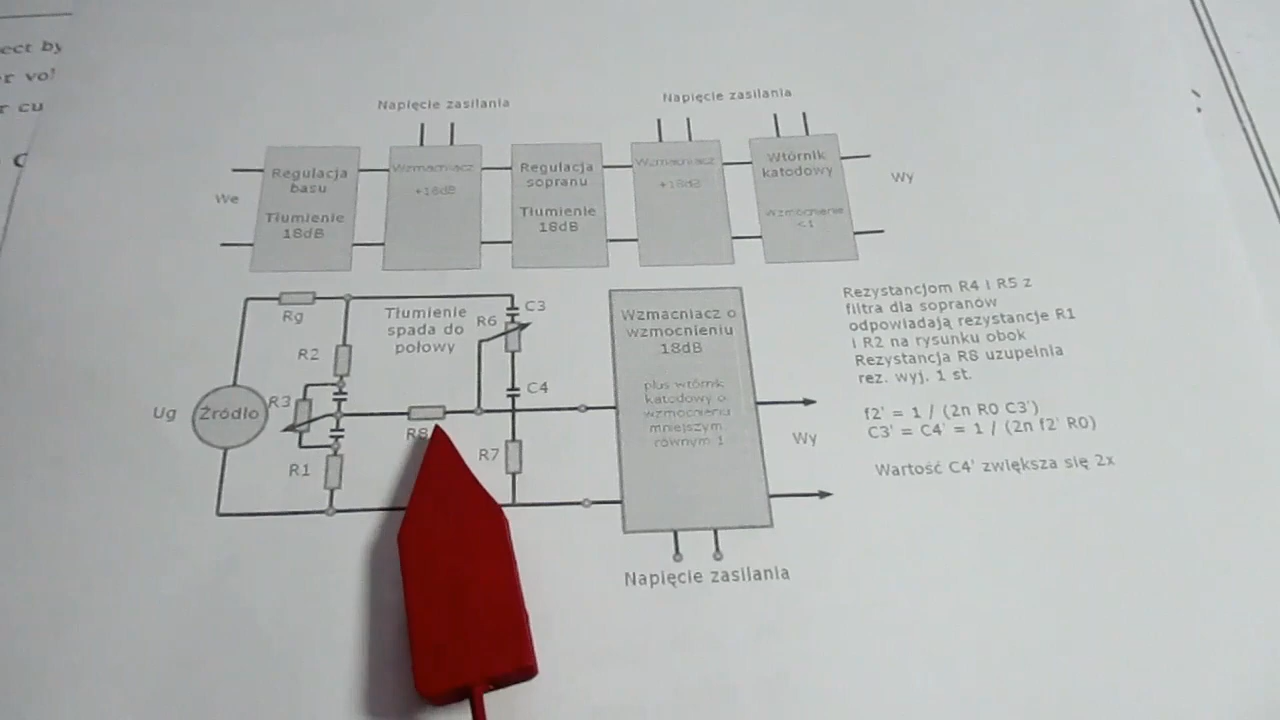 ect by
r vol
r cu
Napięcie zasilania
Napięcie zasilania
We
Regulacja
basu
Tłumienie
18dB
Wzmacniacz
+18dB
Regulacja
sopranu
Tłumienie
18dB
Wzmacniacz
+18dB
Wtórnik
katodowy
Wzmocnienie
<1
Wy
Rg
R2
R3
R1
Ug
Źródło
Tłumienie
spada do
połowy
R6
C3
C4
R8
R7
Wzmacniacz o
wzmocnieniu
18dB
plus wtórnik
katodowy o
wzmocnieniu
mniejszym
równym 1
Wy
Napięcie zasilania
Rezystancjom R4 i R5 z
filtra dla sopranów
odpowiadają rezystancje R1
i R2 na rysunku obok
Rezystancja R8 uzupełnia
rez. wyj. 1 st.
f2' = 1 / (2n R0 C3')
C3' = C4' = 1 / (2n f2' R0)
Wartość C4' zwiększa się 2x